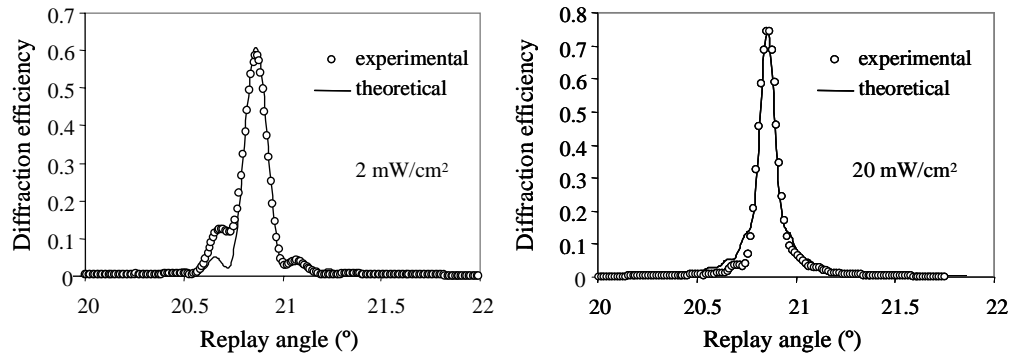 0.7
0.6
0.5
0.4
0.3
0.2
0.1
0
Diffraction efficiency
experimental
theoretical
2 mW/cm²
20
20.5
21
21.5
22
Replay angle (º)
0.8
0.7
0.6
0.5
0.4
0.3
0.2
0.1
0
Diffraction efficiency
experimental
theoretical
20 mW/cm²
20
20.5
21
21.5
22
Replay angle (º)